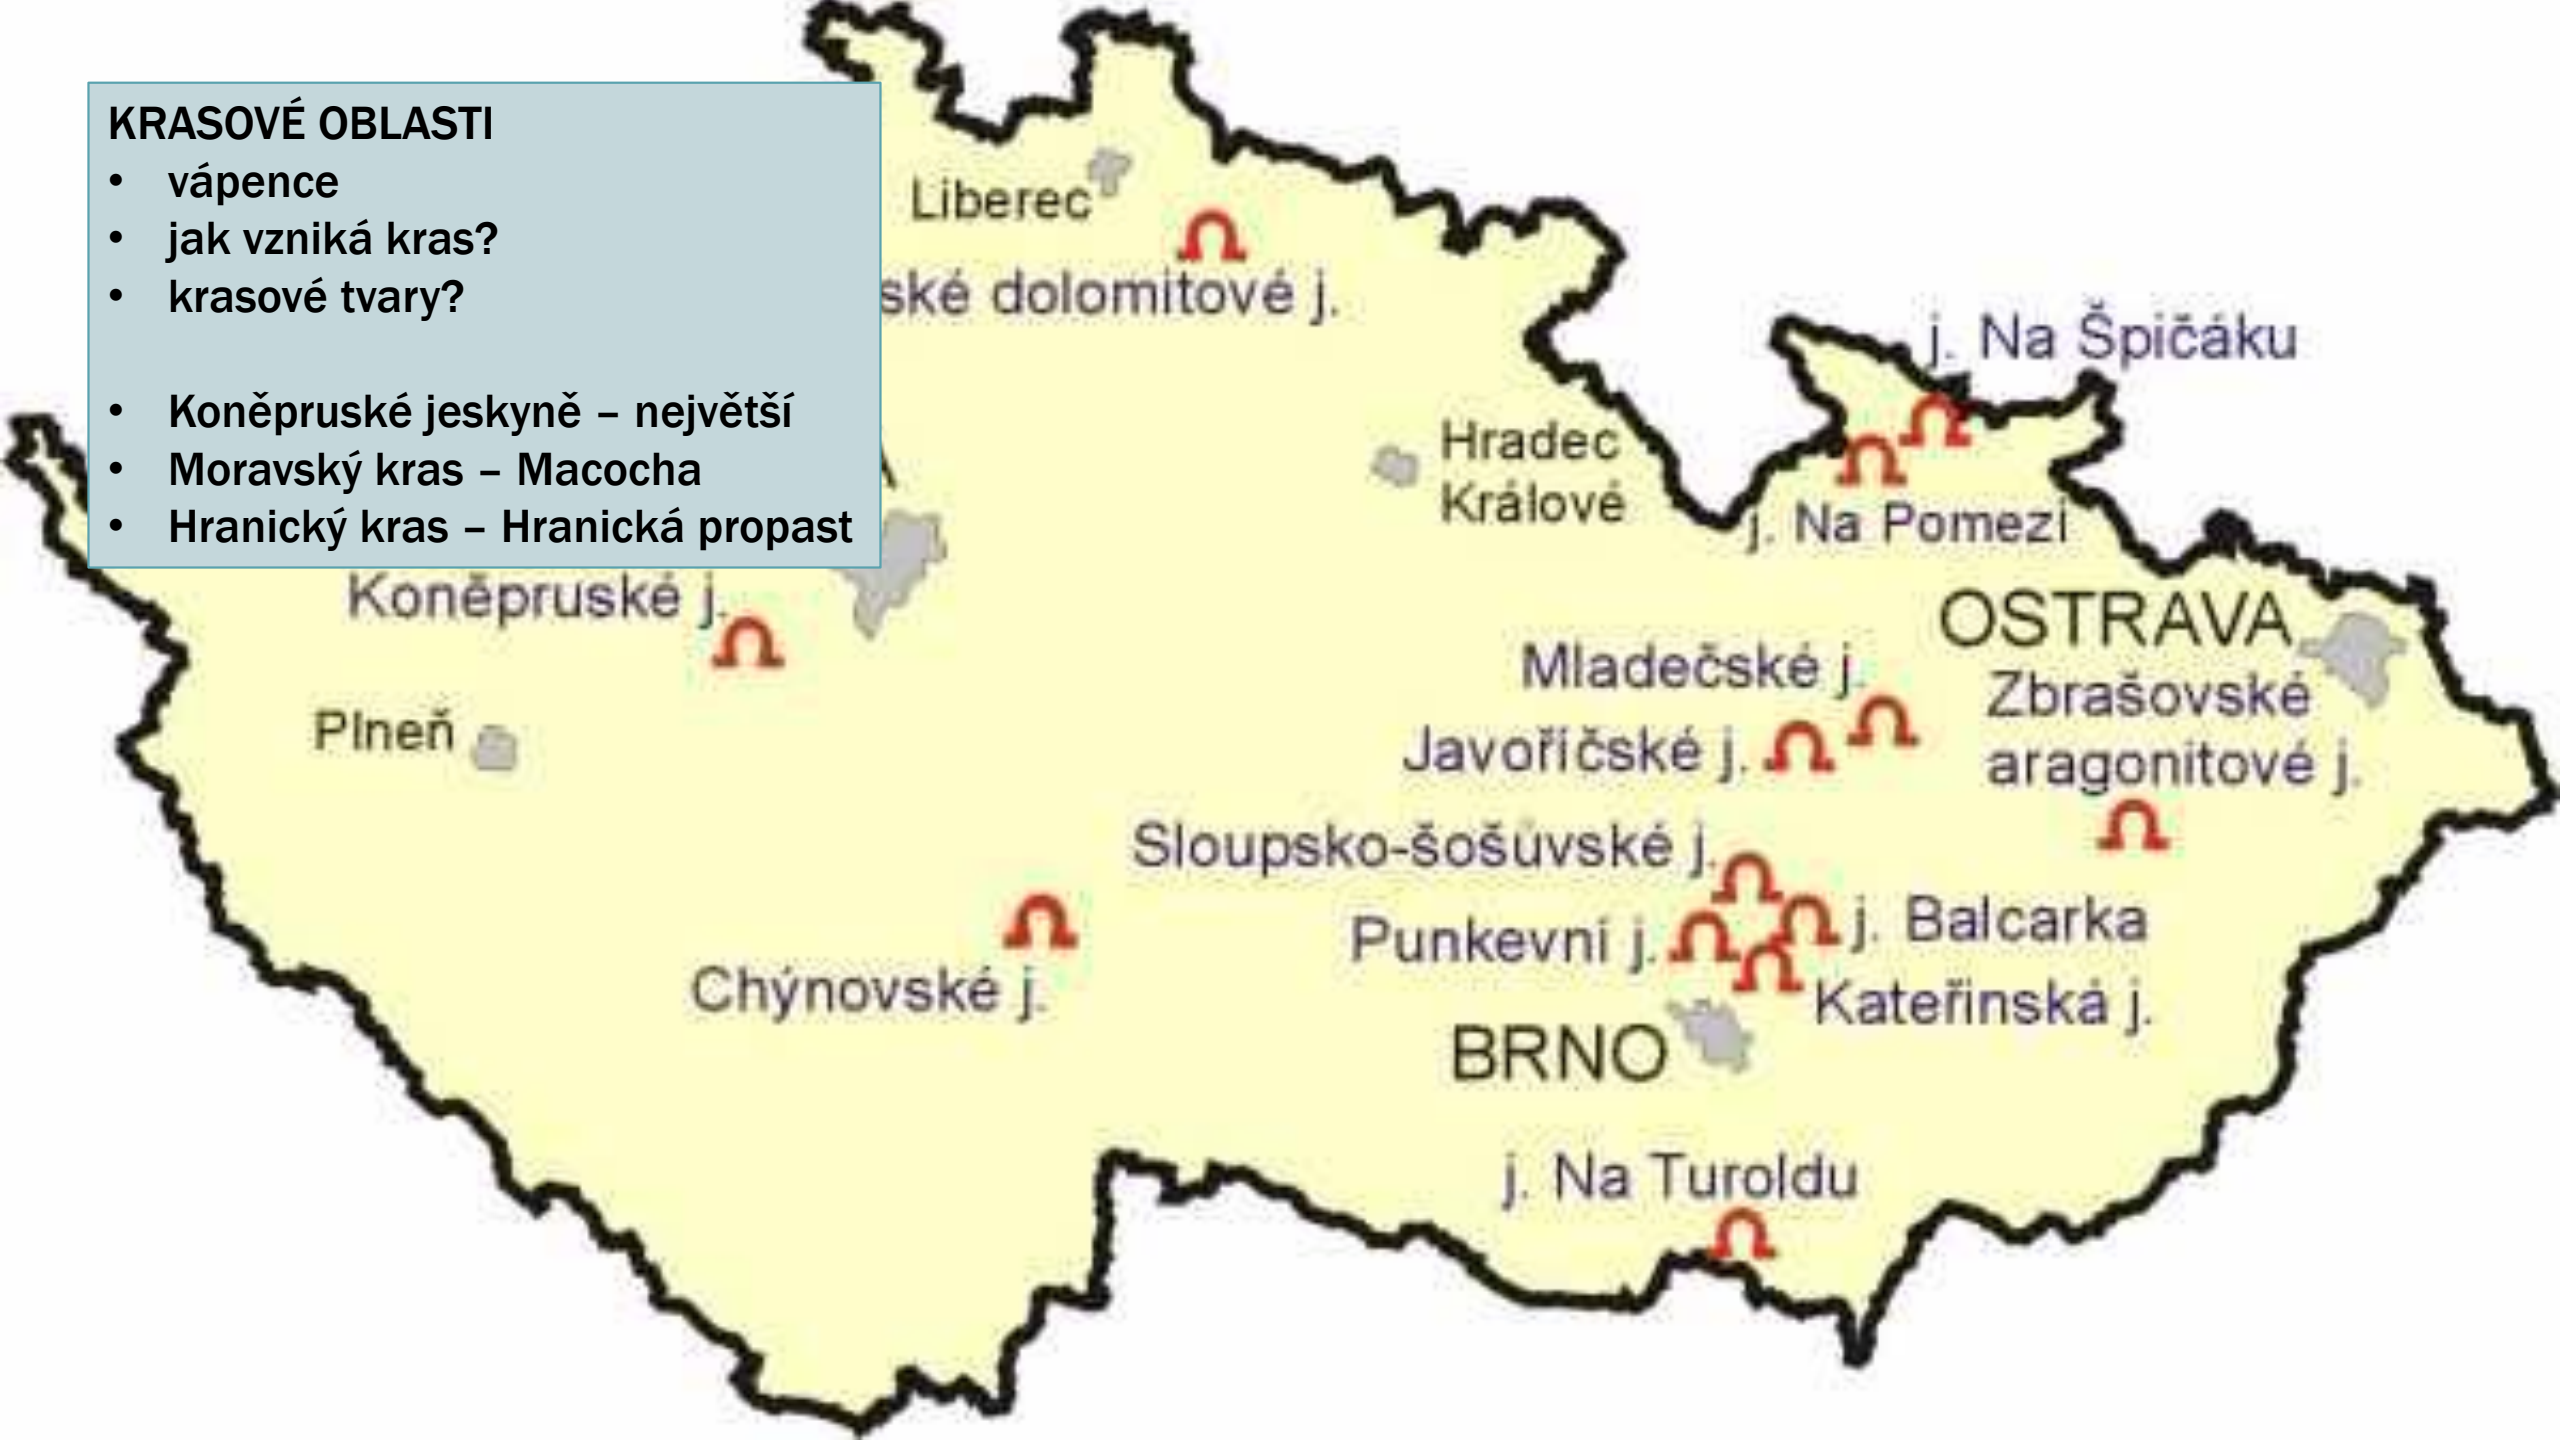 KRASOVÉ OBLASTI
• vápence
• jak vzniká kras?
• krasové tvary?
• Koněpruské jeskyně – největší
• Moravský kras – Macocha
• Hranický kras – Hranická propast
Liberec
ské dolomitové j.
j. Na Špičáku
Hradec
Králové
j. Na Pomezí
Koněpruské j.
OSTRAVA
Mladečské j.
Zbrašovské
aragonitové j.
Plneň
Javoříčské j.
Sloupsko-šošúvské j.
Punkevní j.
j. Balcarka
Chýnovské j.
Kateřinská j.
BRNO
j. Na Turoldu